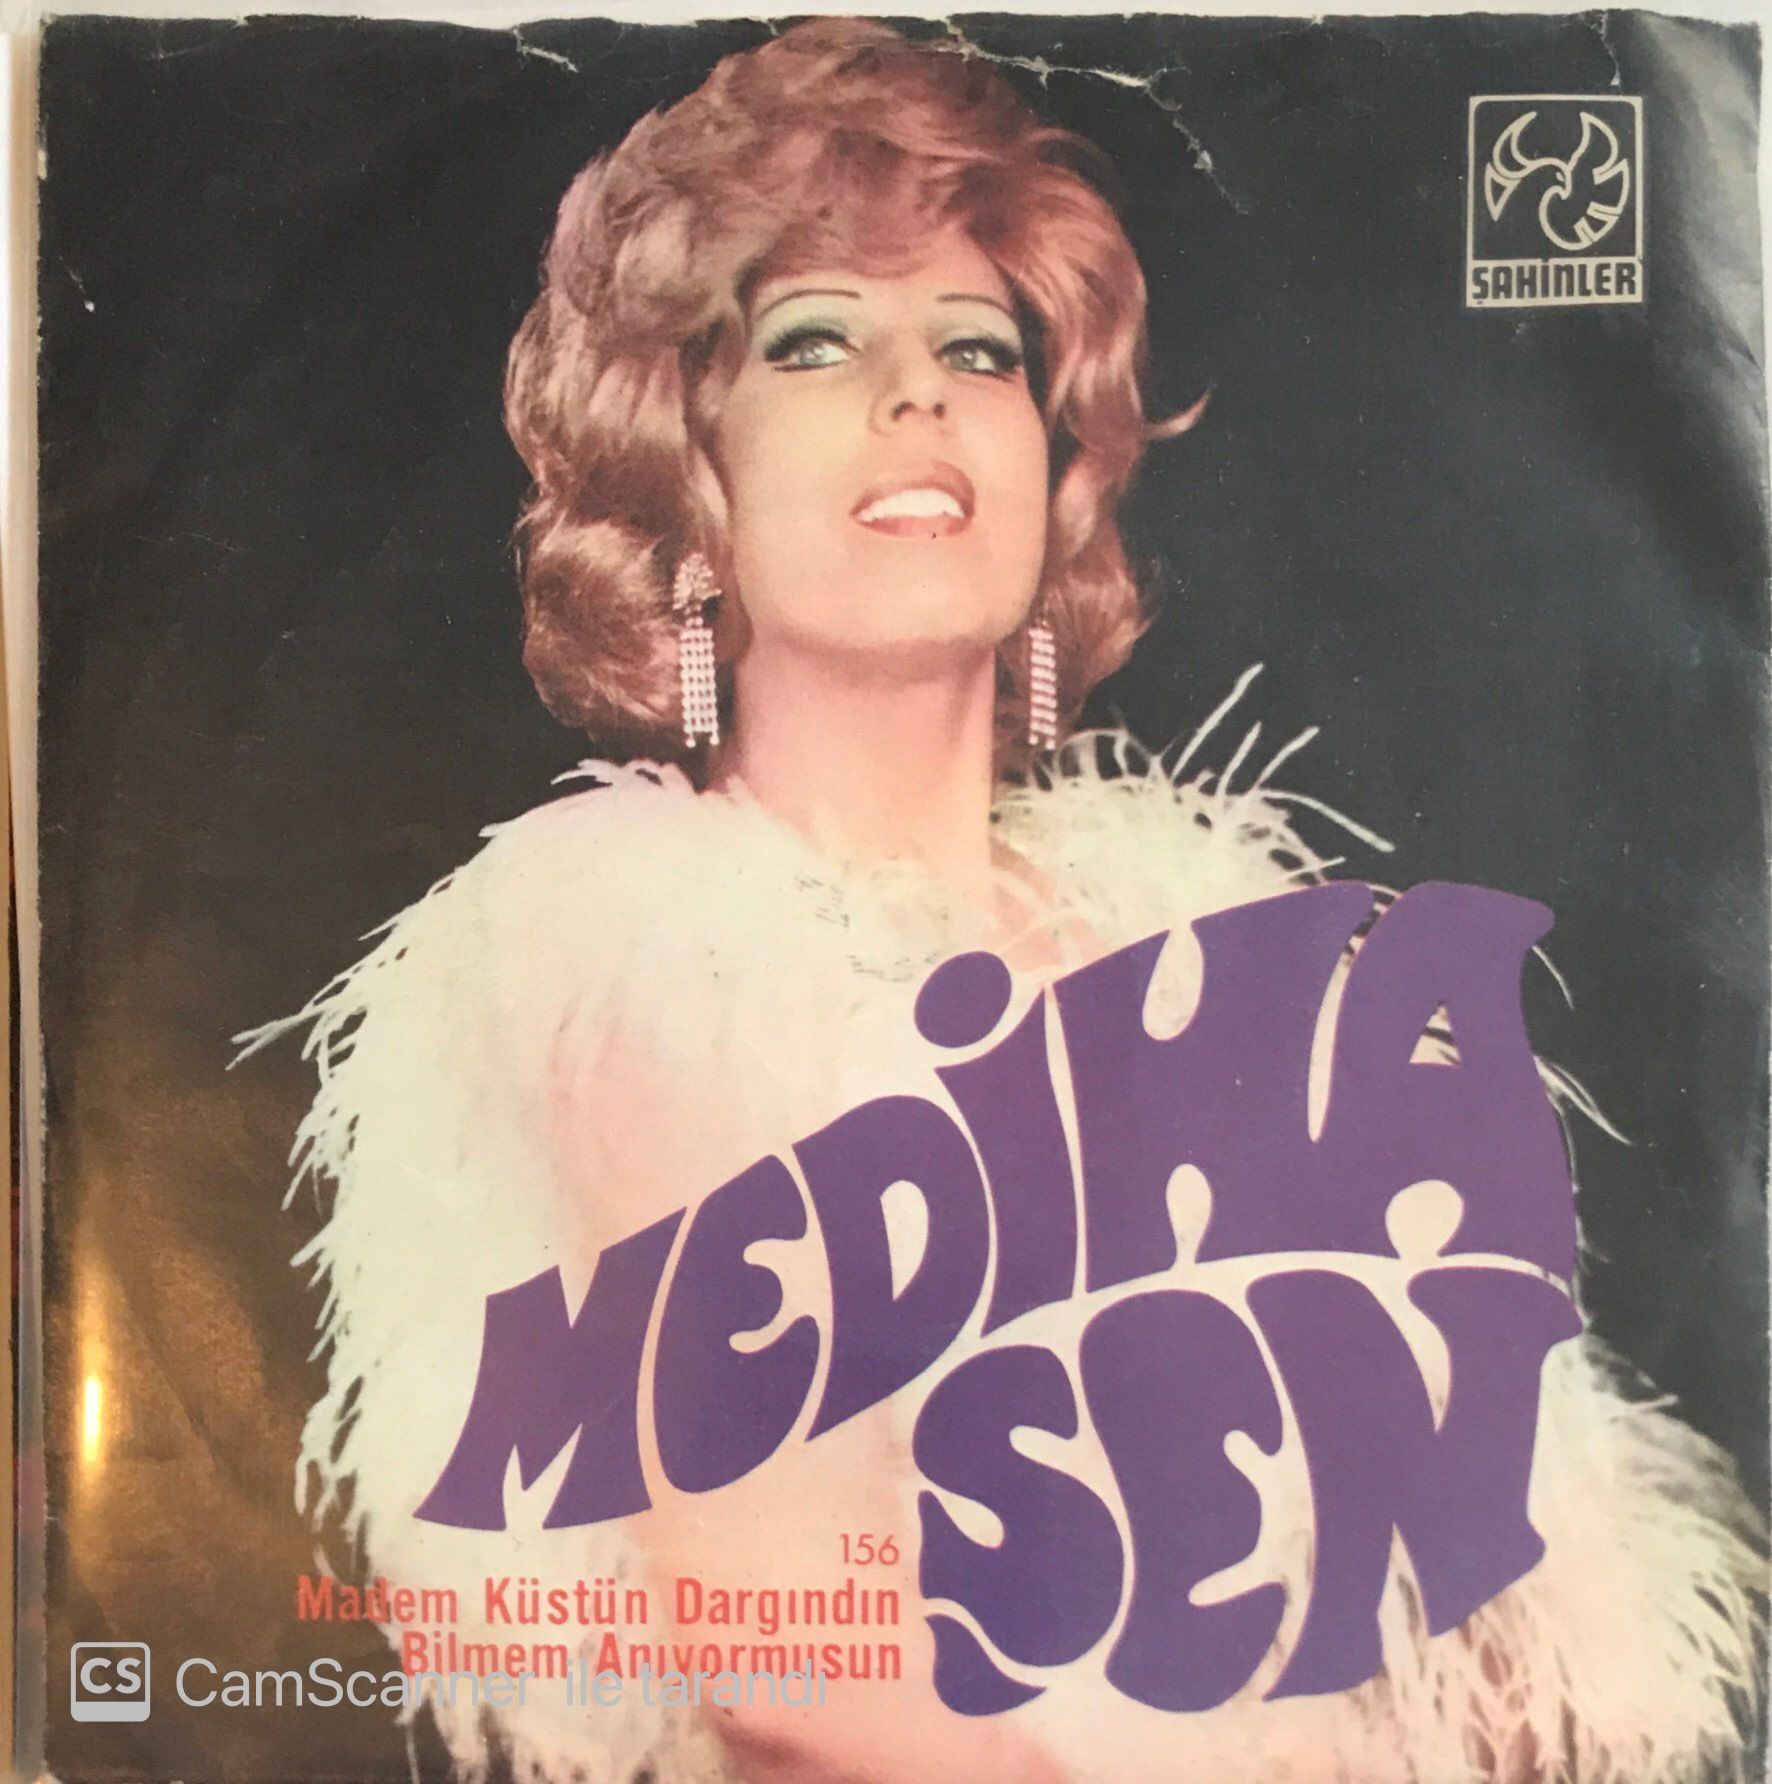 ŞAHİNLER
MEDİHA
ŞEN
156
Madem Küstün Dargındın
Bilmem Anıyormusun
CS CamScanner ile tarandı